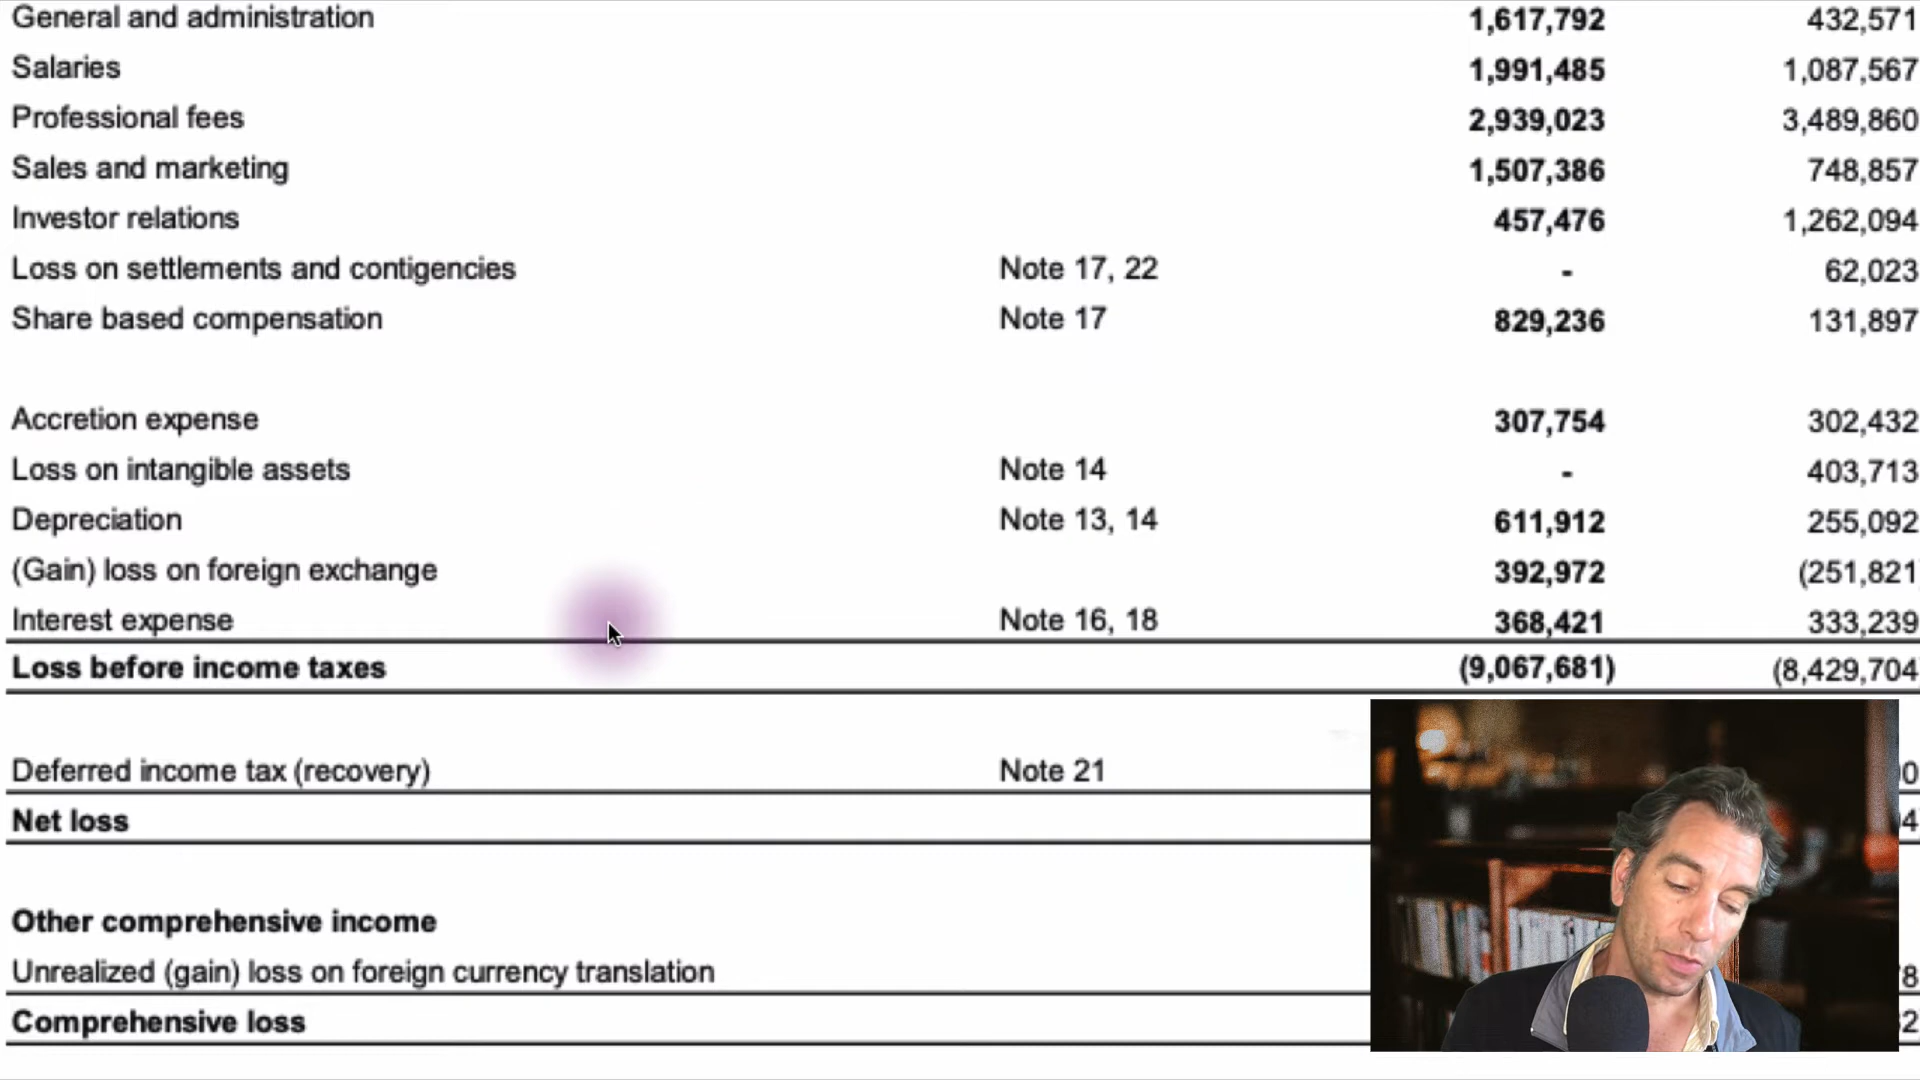 General and administration 1,617,792 432,571
Salaries 1,991,485 1,087,567
Professional fees 2,939,023 3,489,860
Sales and marketing 1,507,386 748,857
Investor relations 457,476 1,262,094
Loss on settlements and contigencies Note 17, 22 - 62,023
Share based compensation Note 17 829,236 131,897
Accretion expense 307,754 302,432
Loss on intangible assets Note 14 - 403,713
Depreciation Note 13, 14 611,912 255,092
(Gain) loss on foreign exchange 392,972 (251,821
Interest expense Note 16, 18 368,421 333,239
Loss before income taxes (9,067,681) (8,429,704
Deferred income tax (recovery) Note 21
Net loss
Other comprehensive income
Unrealized (gain) loss on foreign currency translation
Comprehensive loss